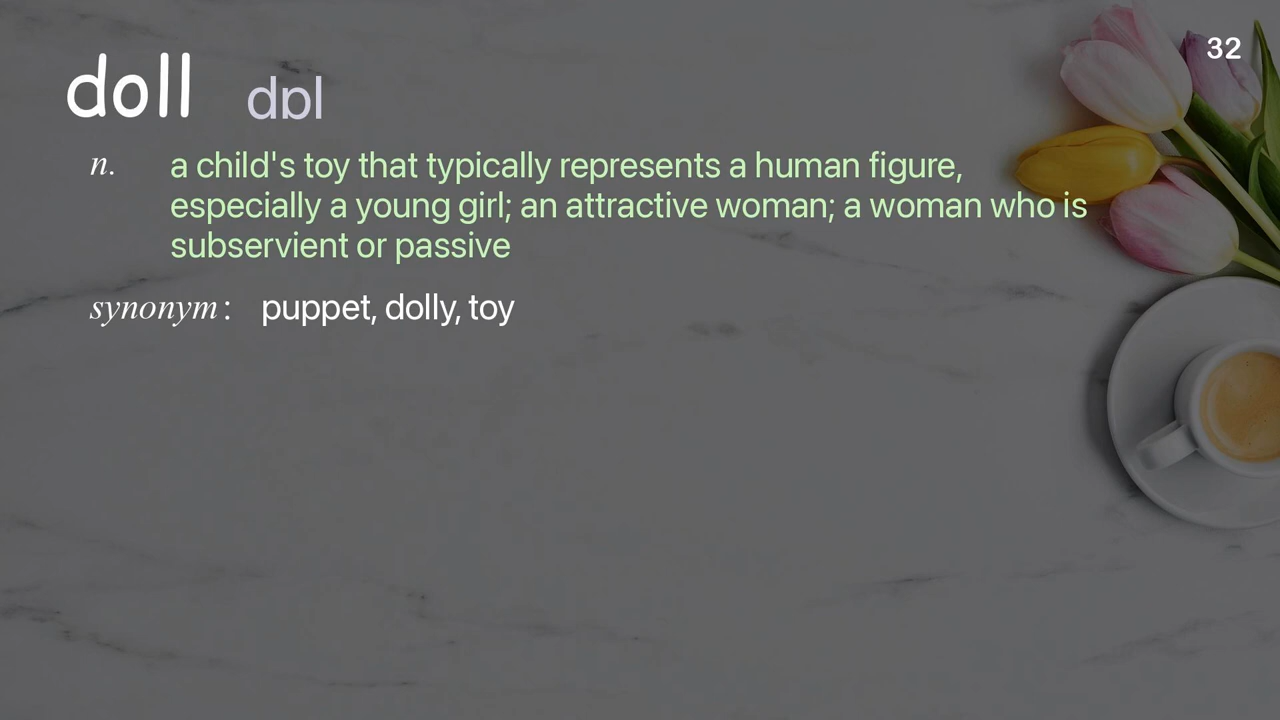 32
doll dɒl
n. a child's toy that typically represents a human figure,
especially a young girl; an attractive woman; a woman who is
subservient or passive
synonym: puppet, dolly, toy